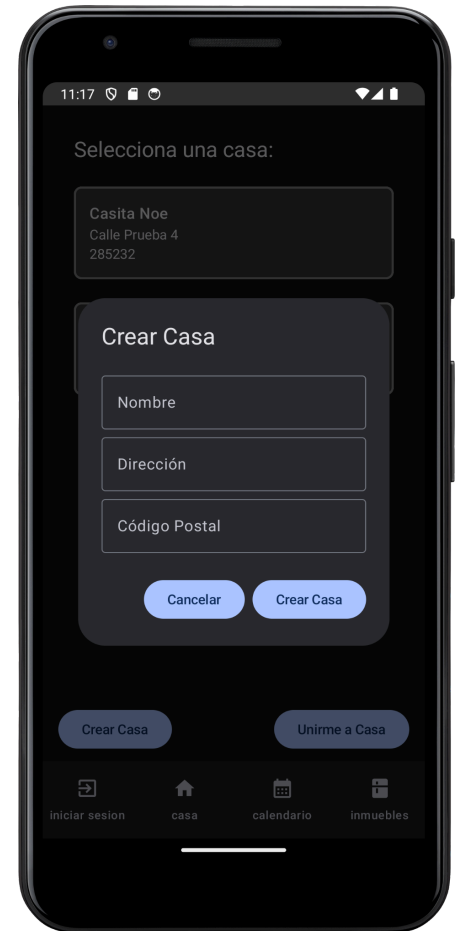 11:17
Selecciona una casa:
Casita Noe
Calle Prueba 4
285232
Crear Casa
Nombre
Dirección
Código Postal
Cancelar Crear Casa
Crear Casa Unirme a Casa
iniciar sesion casa calendario inmuebles